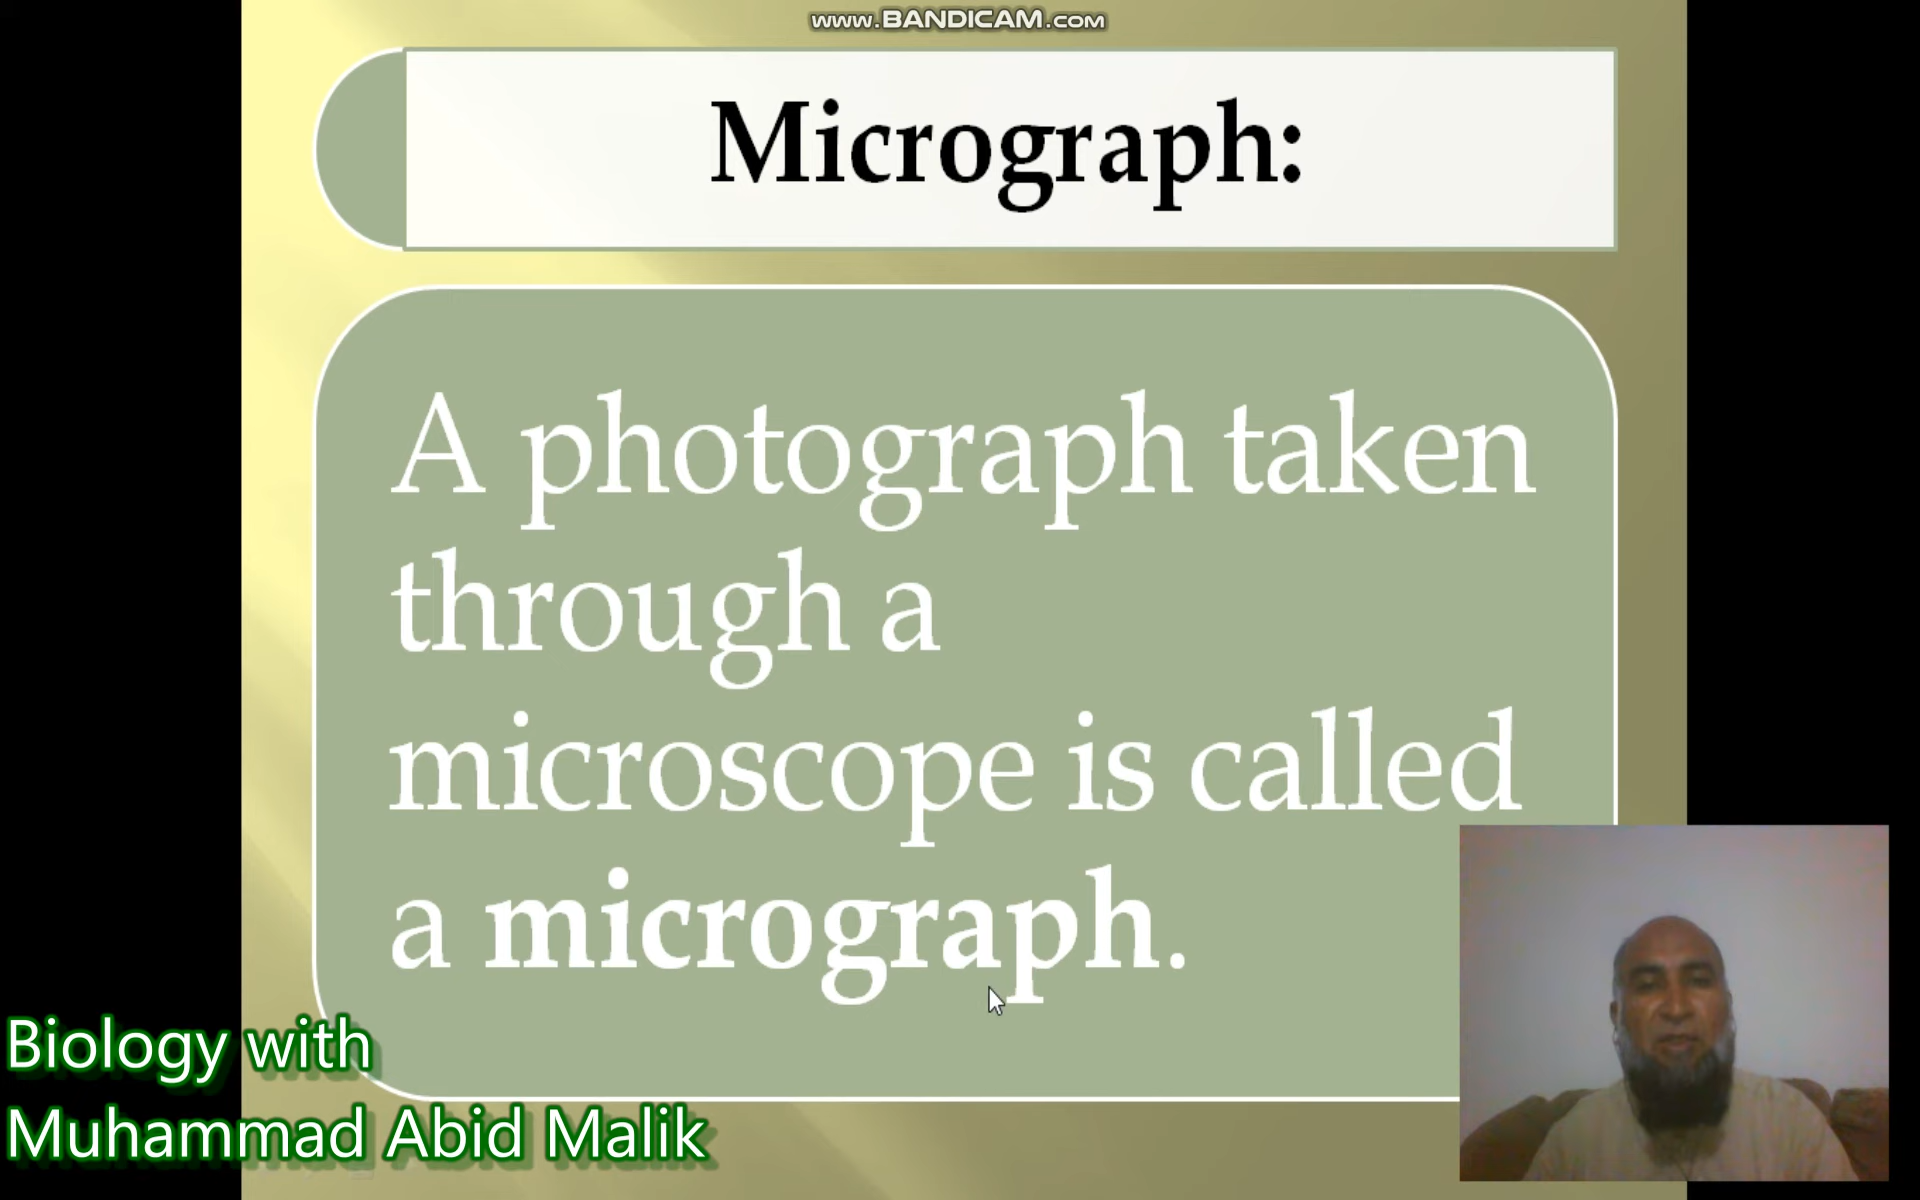 www.BANDICAM.com
Micrograph:
A photograph taken
through a
microscope is called
a micrograph.
Biology with
Muhammad Abid Malik